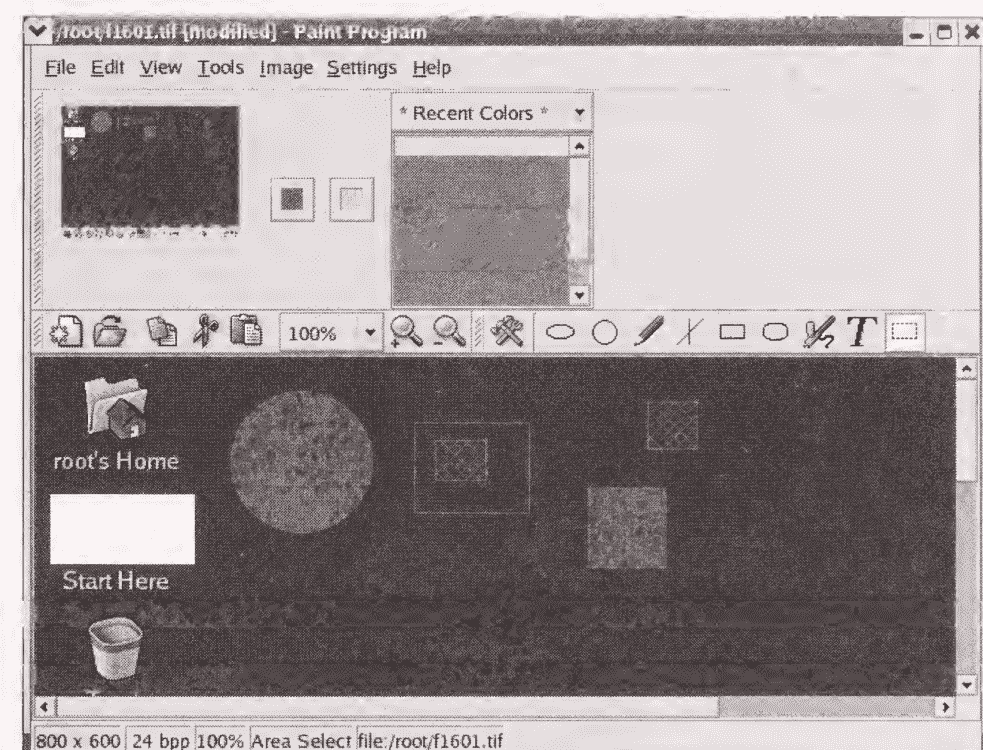 /root/f1601.tif [modified] - Paint Program
File Edit View Tools Image Settings Help
* Recent Colors *
100%
T
root's Home
Start Here
800 x 600 24 bpp 100% Area Select file:/root/f1601.tif